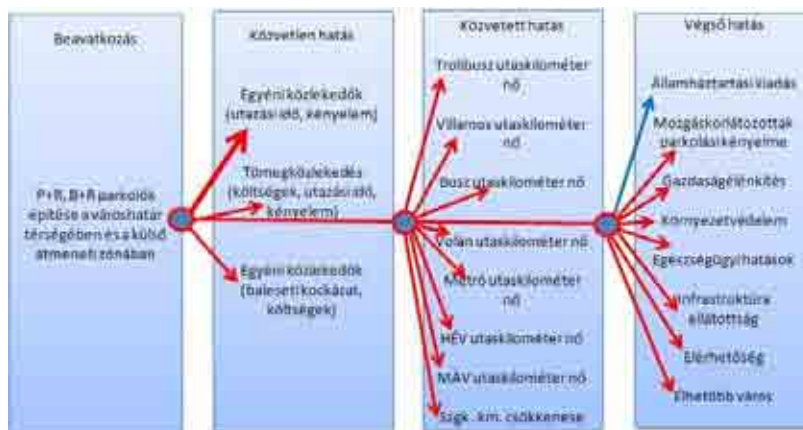 Beavatkozás
P+R, B+R parkolók
építése a városhatár
térségében és a külső
átmeneti zónában
Közvetlen hatás
Egyéni közlekedők
(utazási idő, kényelem)
Tömegközlekedés
(költségek, utazási idő,
kényelem)
Egyéni közlekedők
(baleseti kockázat,
költségek)
Közvetett hatás
Trolibusz utaskilométer
nő
Villamos utaskilométer
nő
Busz utaskilométer nő
Volán utaskilométer nő
Metró utaskilométer
nő
HÉV utaskilométer nő
MÁV utaskilométer nő
Szgk. km. csökkenése
Végső hatás
Államháztartási kiadás
Mozgáskorlátozottak
parkolási kényelme
Gazdaságélénkítés
Környezetvédelem
Egészségügyi hatások
Infrastruktúra
ellátottság
Elérhetőség
Élhetőbb város